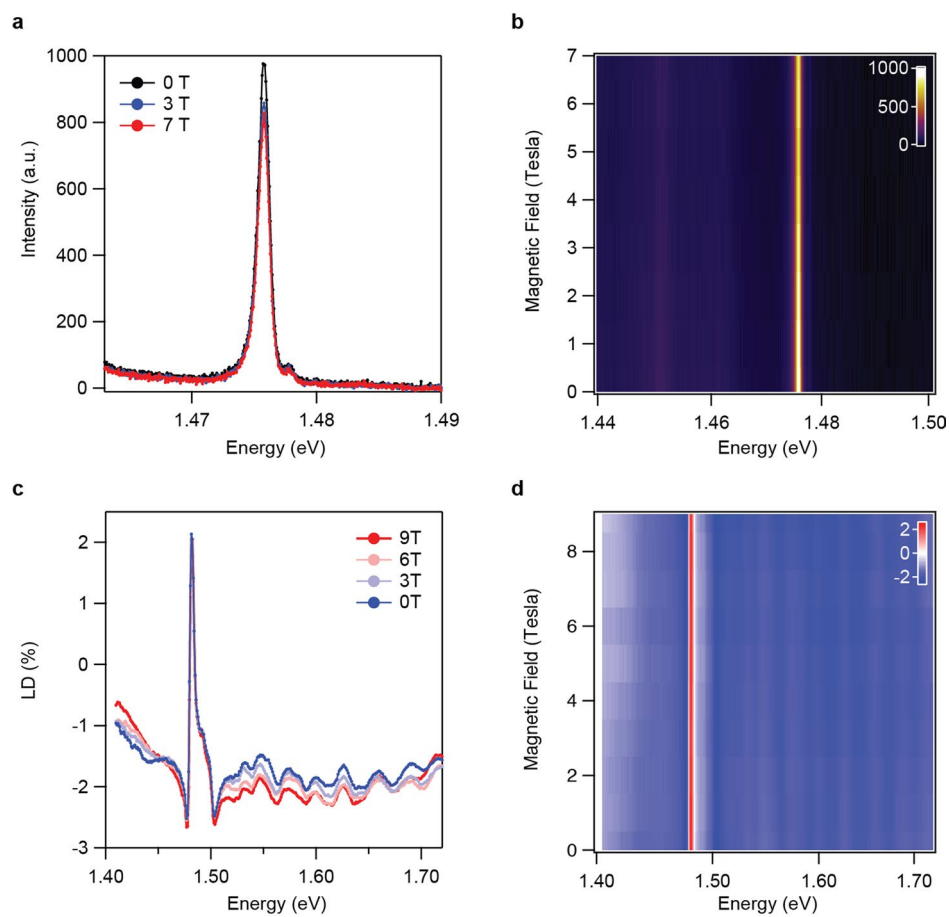 a
1000
800
600
400
200
0
Intensity (a.u.)
0 T
3 T
7 T
1.47
1.48
1.49
Energy (eV)
b
7
6
5
4
3
2
1
0
Magnetic Field (Tesla)
1000
500
0
1.44
1.46
1.48
1.50
Energy (eV)
c
2
1
0
-1
-2
-3
LD (%)
9T
6T
3T
0T
1.40
1.50
1.60
1.70
Energy (eV)
d
8
6
4
2
0
Magnetic Field (Tesla)
2
0
-2
1.40
1.50
1.60
1.70
Energy (eV)